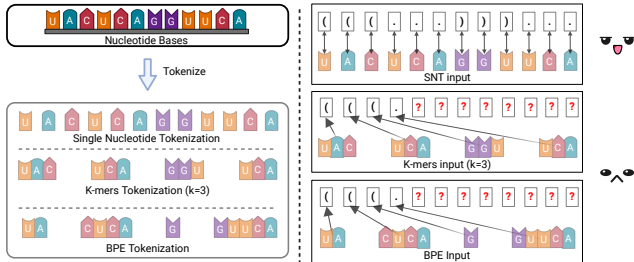 U A C U C A G G U U C A
Nucleotide Bases
Tokenize
U A C U C A G G U U C A
Single Nucleotide Tokenization
U A C U C A G G U U C A
K-mers Tokenization (k=3)
U A C U C A G G U U C A
BPE Tokenization
( ( ( . . . ) ) ) . . .
U A C U C A G G U U C A
SNT input
( ( ( . ? ? ? ? ? ? ? ?
U A C U C A G G U U C A
K-mers input (k=3)
( ( ( . ? ? ? ? ? ? ? ?
U A C U C A G G U U C A
BPE Input